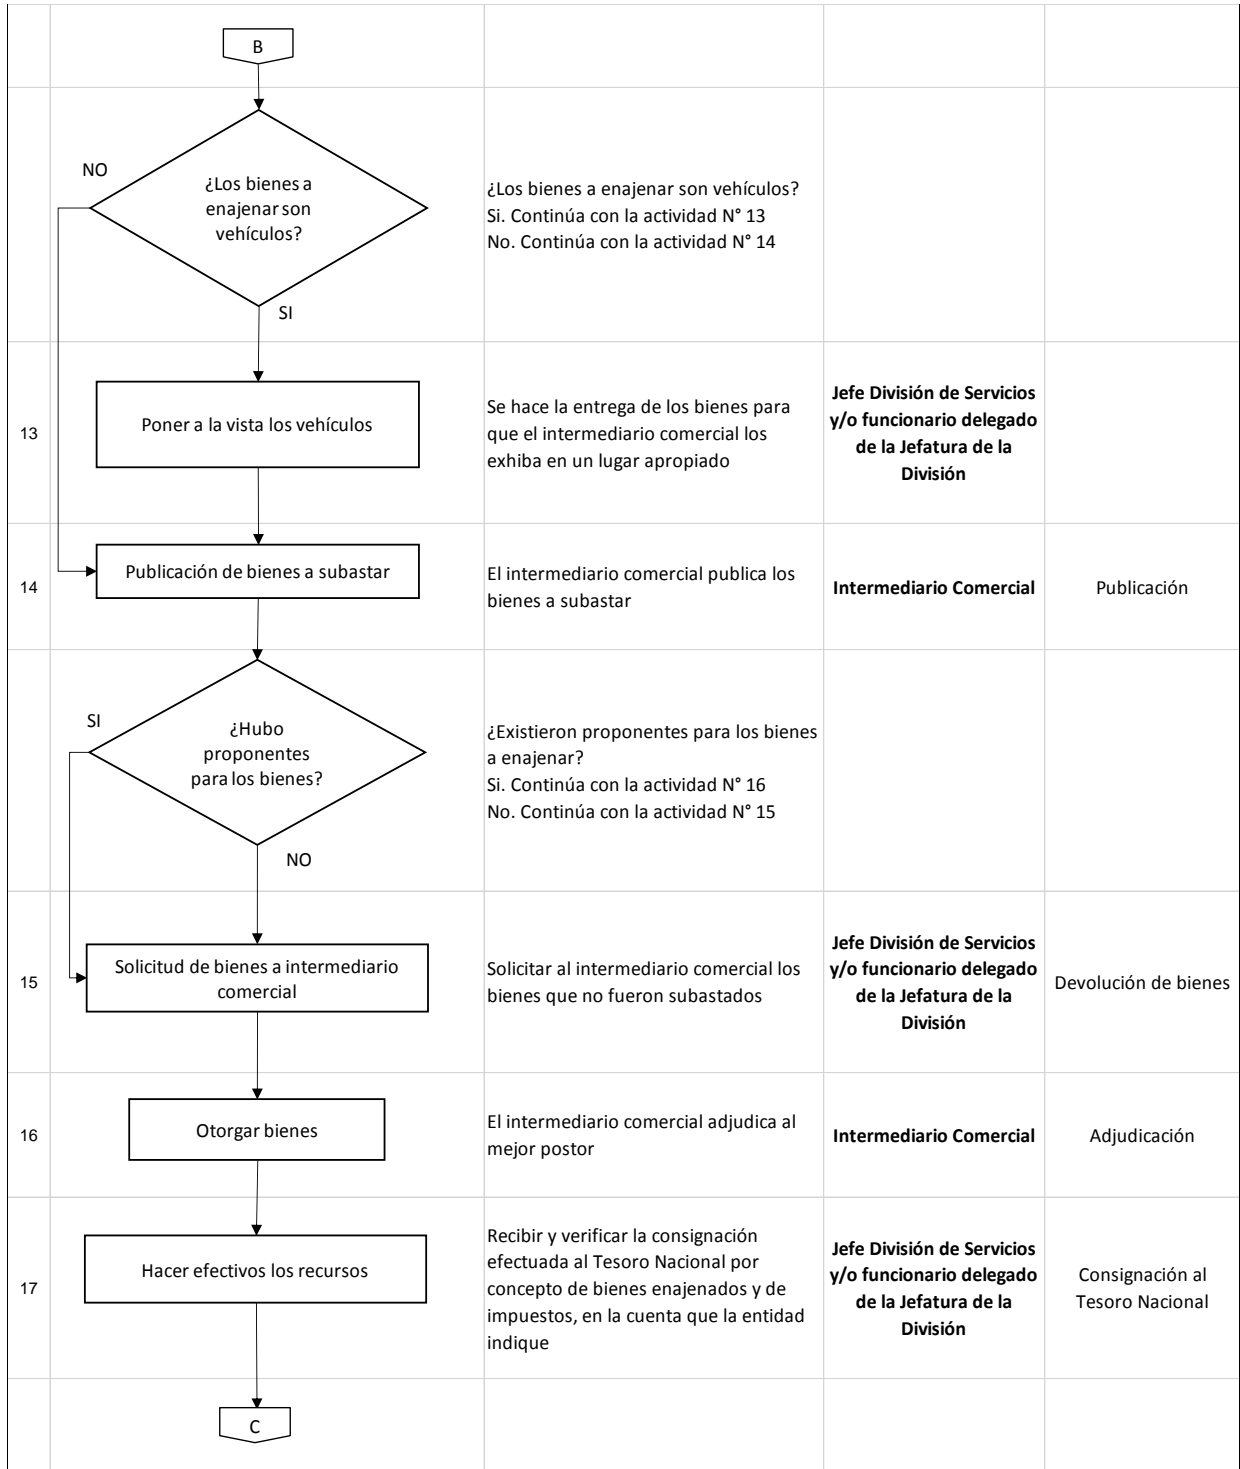 B
NO
¿Los bienes a
enajenar son
vehículos?
SI
¿Los bienes a enajenar son vehículos?
Si. Continúa con la actividad N° 13
No. Continúa con la actividad N° 14
13
Poner a la vista los vehículos
Se hace la entrega de los bienes para
que el intermediario comercial los
exhiba en un lugar apropiado
Jefe División de Servicios
y/o funcionario delegado
de la Jefatura de la
División
14
Publicación de bienes a subastar
El intermediario comercial publica los
bienes a subastar
Intermediario Comercial
Publicación
SI
¿Hubo
proponentes
para los bienes?
NO
¿Existieron proponentes para los bienes
a enajenar?
Si. Continúa con la actividad N° 16
No. Continúa con la actividad N° 15
15
Solicitud de bienes a intermediario
comercial
Solicitar al intermediario comercial los
bienes que no fueron subastados
Jefe División de Servicios
y/o funcionario delegado
de la Jefatura de la
División
Devolución de bienes
16
Otorgar bienes
El intermediario comercial adjudica al
mejor postor
Intermediario Comercial
Adjudicación
17
Hacer efectivos los recursos
Recibir y verificar la consignación
efectuada al Tesoro Nacional por
concepto de bienes enajenados y de
impuestos, en la cuenta que la entidad
indique
Jefe División de Servicios
y/o funcionario delegado
de la Jefatura de la
División
Consignación al
Tesoro Nacional
C